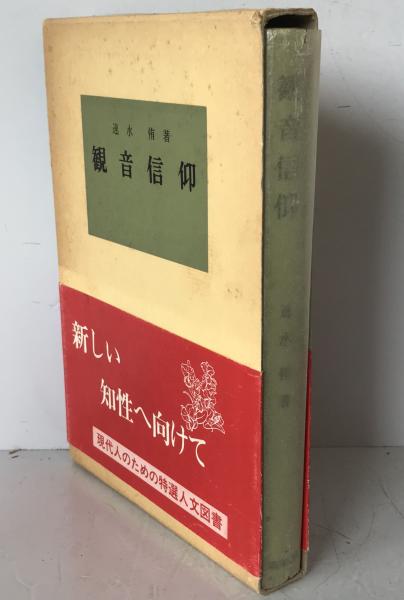 速水侑著
観音信仰
新しい
知性へ向けて
現代人のための特選人文図書
観音信仰
速水侑著